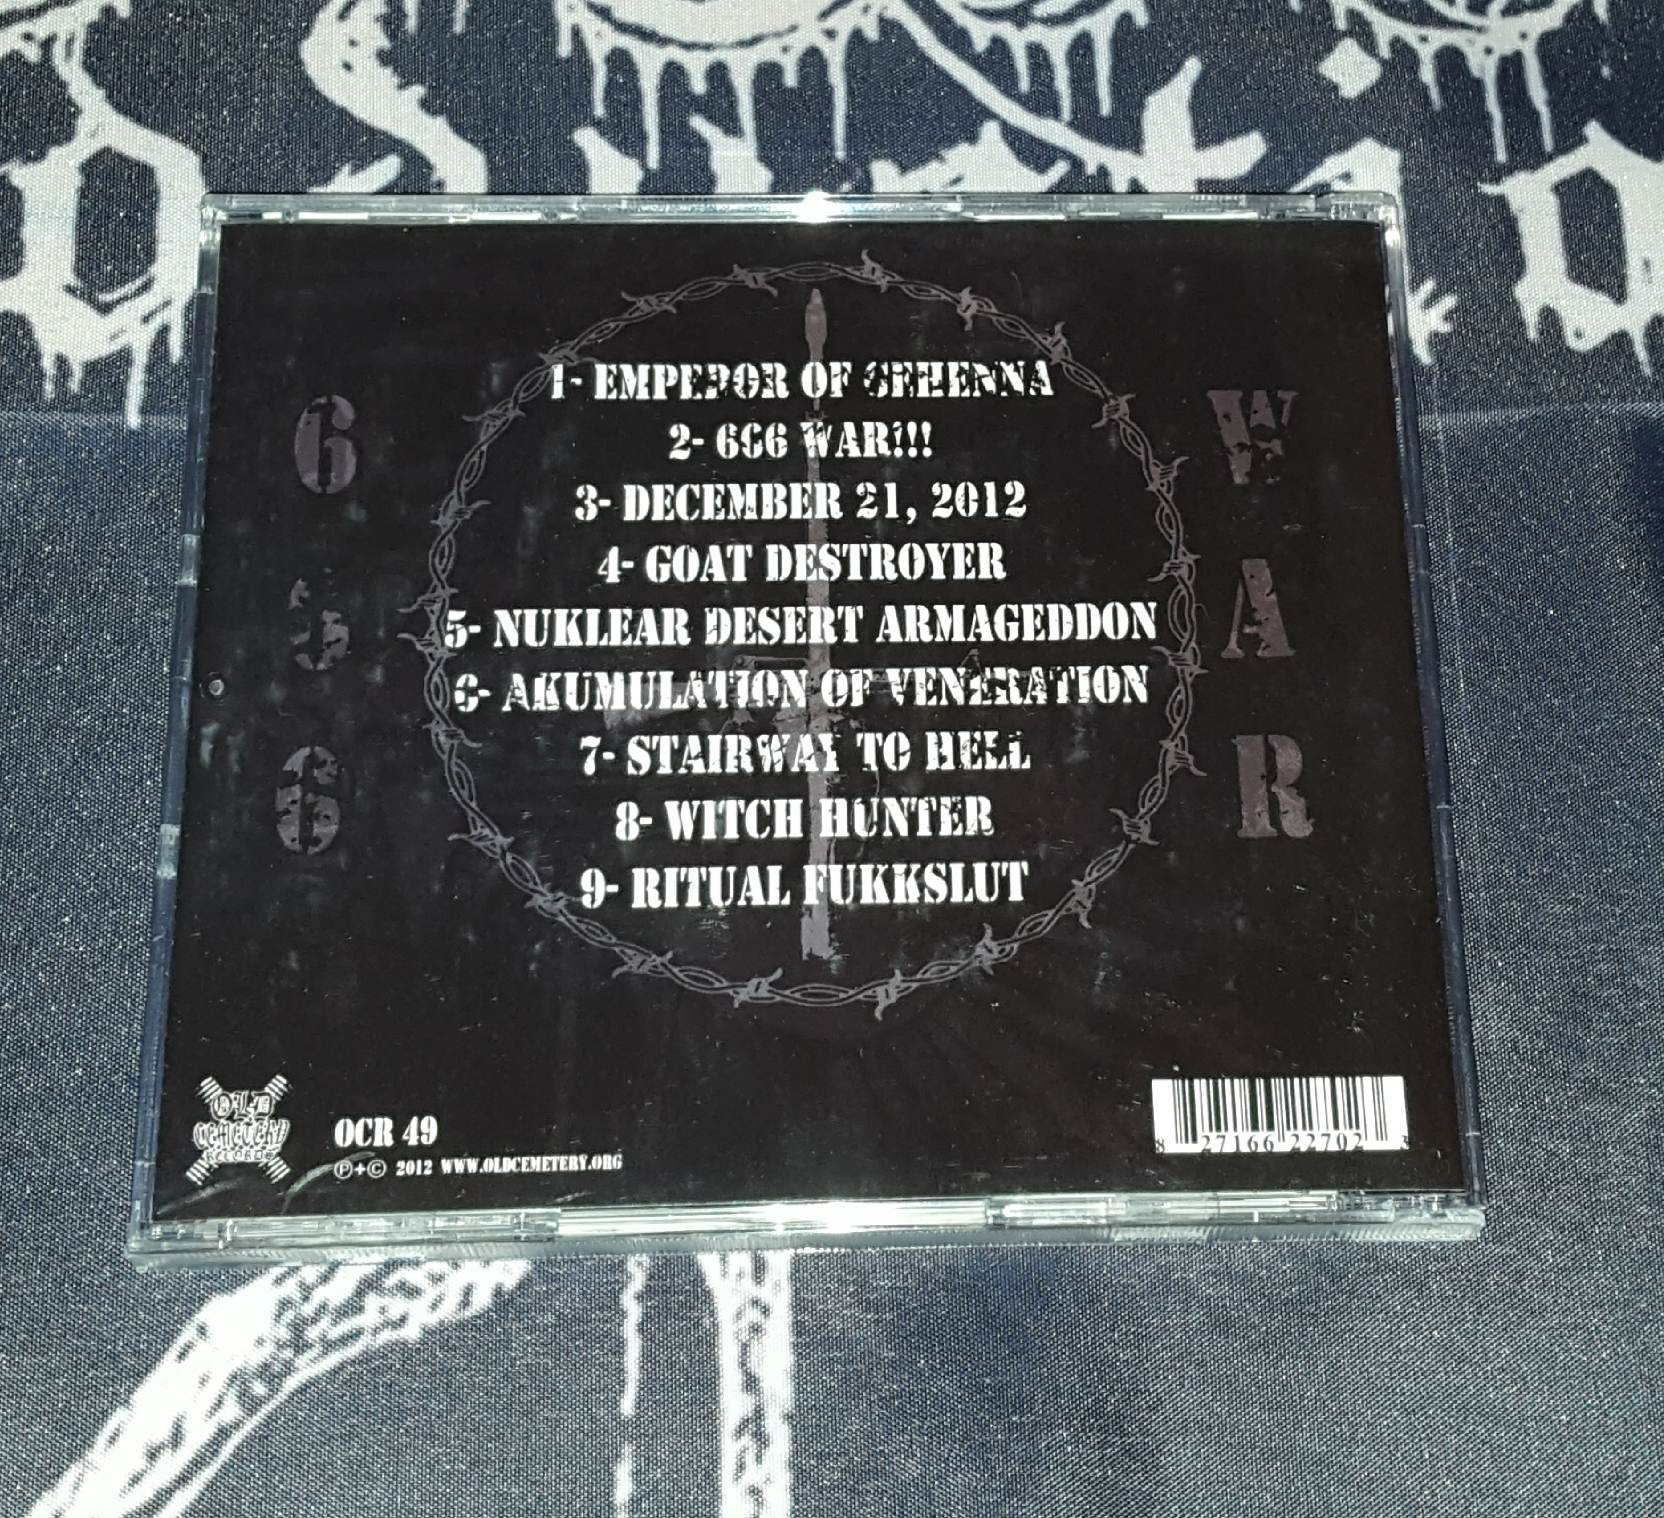 1- EMPEROR OF GEHENNA
2- 666 WAR!!!
3- DECEMBER 21, 2012
4- GOAT DESTROYER
5- NUKLEAR DESERT ARMAGEDDON
6- AKUMULATION OF VENERATION
7- STAIRWAY TO HELL
8- WITCH HUNTER
9- RITUAL FUKKSLUT
6
6
6
W
A
R
OLD
CEMETERY
RECORDS
OCR 49
Ⓟ+© 2012 WWW.OLDCEMETERY.ORG
8 27166 22702 3